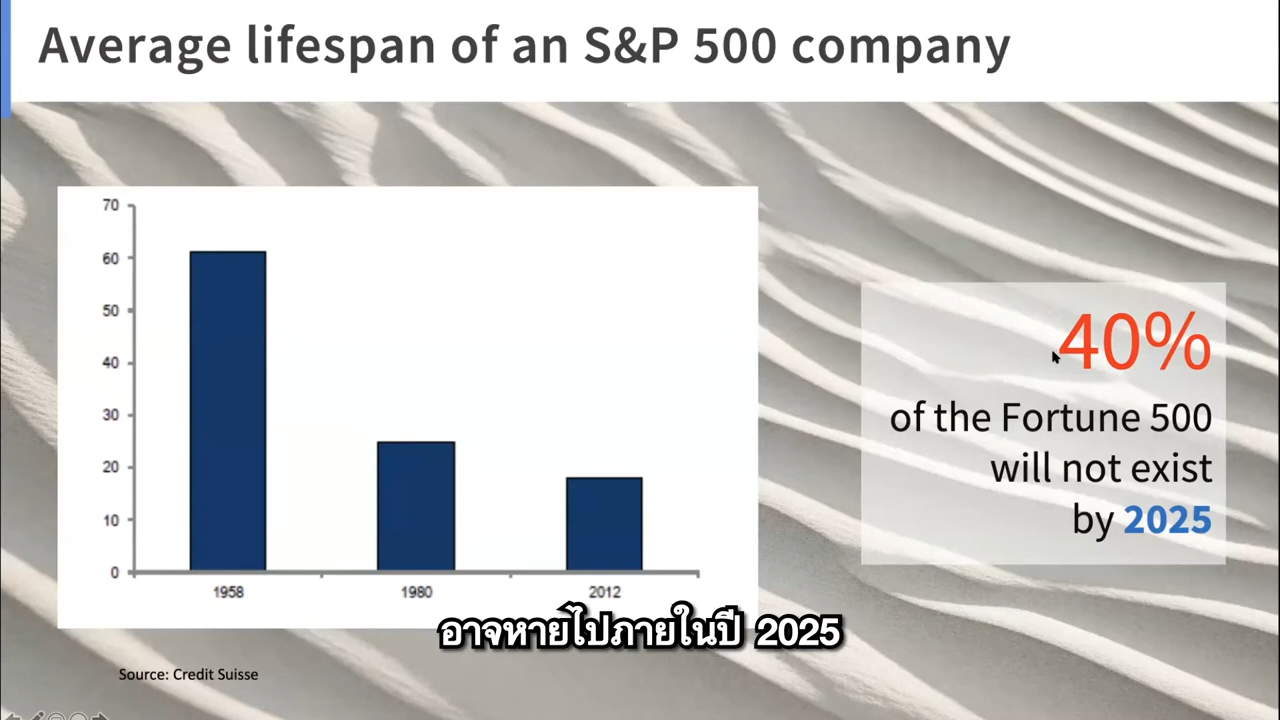 Average lifespan of an S&P 500 company
70
60
50
40
30
20
10
0
1958
1980
2012
40%
of the Fortune 500
will not exist
by 2025
อาจหายไปภายในปี 2025
Source: Credit Suisse